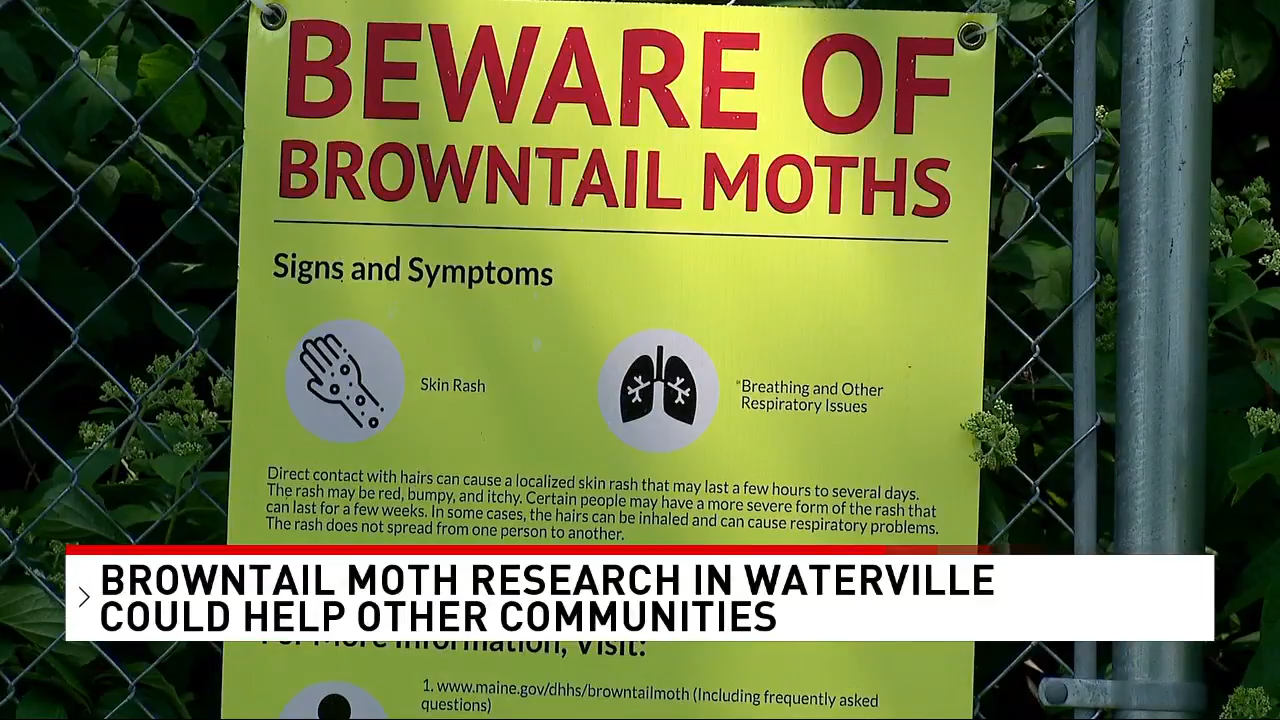 BEWARE OF
BROWNTAIL MOTHS
Signs and Symptoms
Skin Rash
*Breathing and Other
Respiratory Issues
Direct contact with hairs can cause a localized skin rash that may last a few hours to several days.
The rash may be red, bumpy, and itchy. Certain people may have a more severe form of the rash that
can last for a few weeks. In some cases, the hairs can be inhaled and can cause respiratory problems.
The rash does not spread from one person to another.
BROWNTAIL MOTH RESEARCH IN WATERVILLE
COULD HELP OTHER COMMUNITIES
For More Information, Visit:
1. www.maine.gov/dhhs/browntailmoth (Including frequently asked
questions)